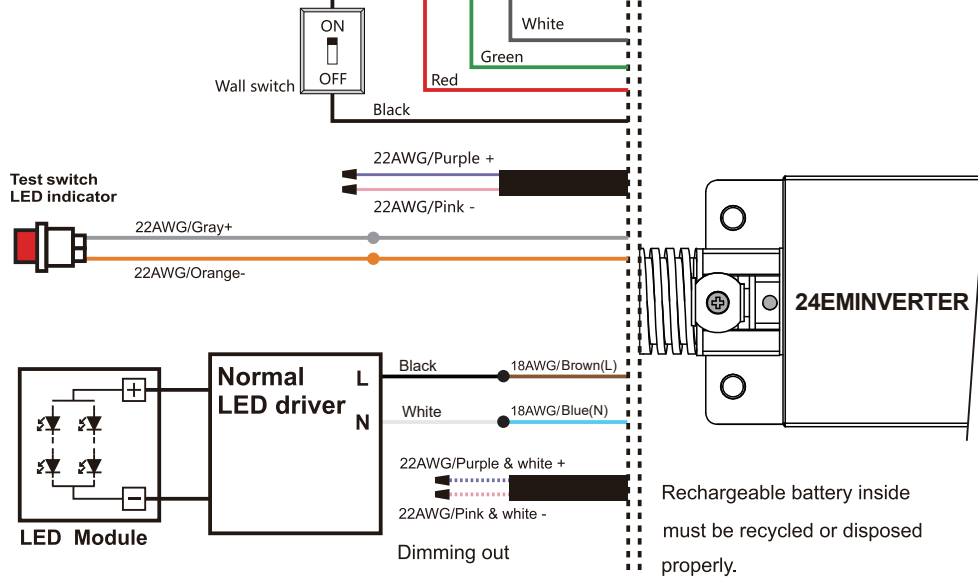 White
ON
Green
OFF
Red
Wall switch
Black
22AWG/Purple +
22AWG/Pink -
Test switch
LED indicator
22AWG/Gray+
22AWG/Orange-
24EMINVERTER
Normal
LED driver
L
N
Black
18AWG/Brown(L)
White
18AWG/Blue(N)
+
−
LED Module
22AWG/Purple & white +
22AWG/Pink & white -
Dimming out
Rechargeable battery inside
must be recycled or disposed
properly.